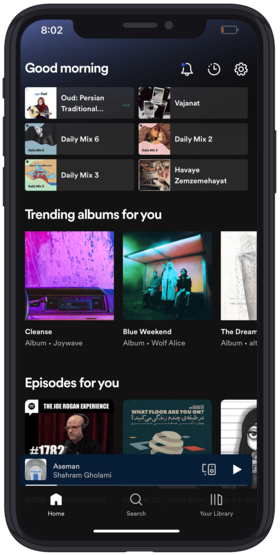 8:02
Good morning
Oud: Persian
Traditional...
Vajanat
Daily Mix 6
Daily Mix 2
Daily Mix 3
Havaye
Zemzemehayat
Trending albums for you
Cleanse
Album • Joywave
Blue Weekend
Album • Wolf Alice
The Dream
Album • alt
Episodes for you
THE JOE ROGAN EXPERIENCE
#1782
WHAT FLOOR ARE YOU ON?
Aseman
Shahram Gholami
Home
Search
Your Library